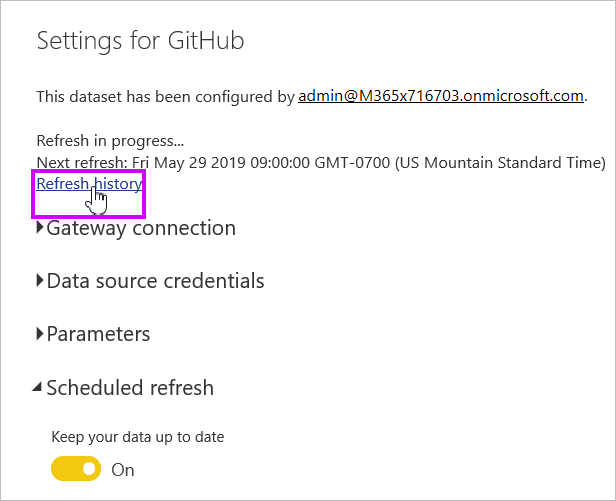 Settings for GitHub
This dataset has been configured by admin@M365x716703.onmicrosoft.com.
Refresh in progress...
Next refresh: Fri May 29 2019 09:00:00 GMT-0700 (US Mountain Standard Time)
Refresh history
Gateway connection
Data source credentials
Parameters
Scheduled refresh
Keep your data up to date
On